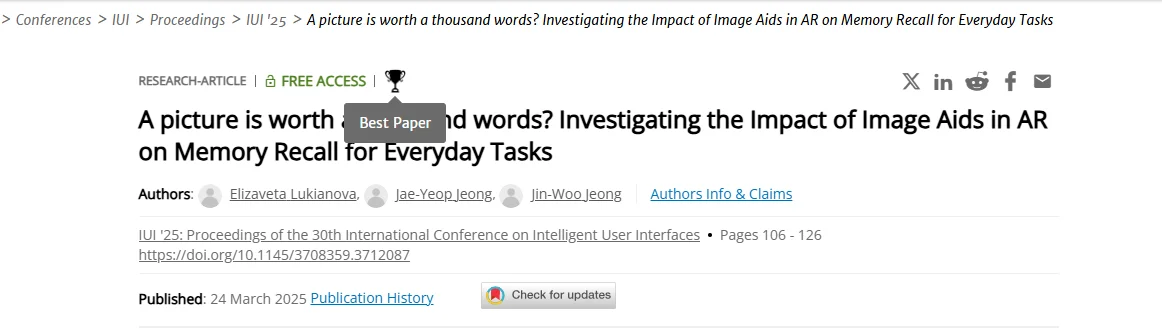 > Conferences > IUI > Proceedings > IUI '25 > A picture is worth a thousand words? Investigating the Impact of Image Aids in AR on Memory Recall for Everyday Tasks
RESEARCH-ARTICLE | FREE ACCESS |
Best Paper
A picture is worth a nd words? Investigating the Impact of Image Aids in AR
on Memory Recall for Everyday Tasks
Authors: Elizaveta Lukianova, Jae-Yeop Jeong, Jin-Woo Jeong Authors Info & Claims
IUI '25: Proceedings of the 30th International Conference on Intelligent User Interfaces • Pages 106 - 126
https://doi.org/10.1145/3708359.3712087
Published: 24 March 2025 Publication History Check for updates